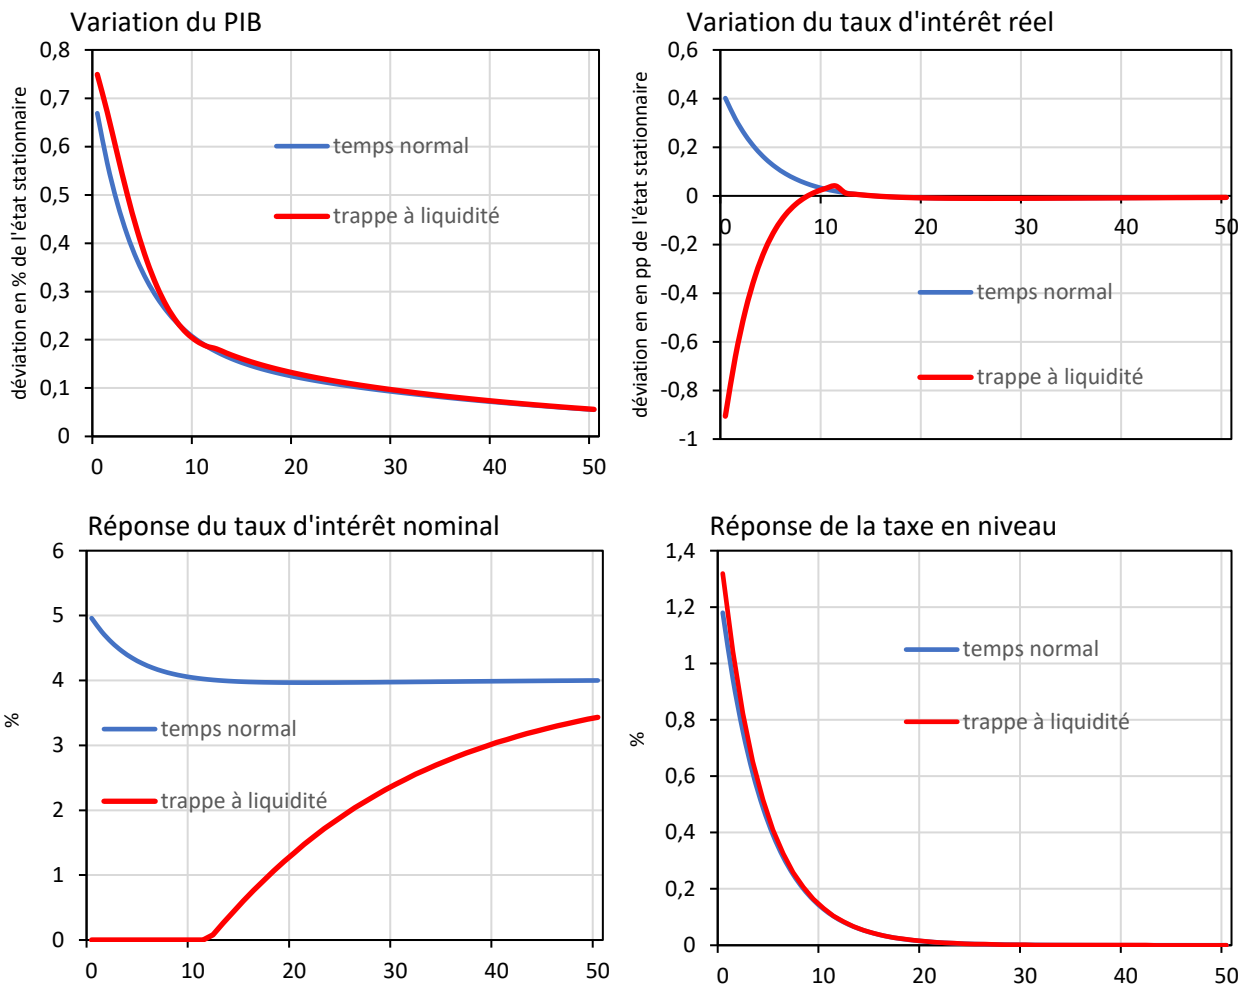 Variation du PIB
déviation en % de l'état stationnaire
0,8
0,7
0,6
0,5
0,4
0,3
0,2
0,1
0
temps normal
trappe à liquidité
0 10 20 30 40 50
Variation du taux d'intérêt réel
déviation en pp de l'état stationnaire
0,6
0,4
0,2
0
-0,2
-0,4
-0,6
-0,8
-1
0 10 20 30 40 50
temps normal
trappe à liquidité
Réponse du taux d'intérêt nominal
%
6
5
4
3
2
1
0
temps normal
trappe à liquidité
0 10 20 30 40 50
Réponse de la taxe en niveau
%
1,4
1,2
1
0,8
0,6
0,4
0,2
0
temps normal
trappe à liquidité
0 10 20 30 40 50